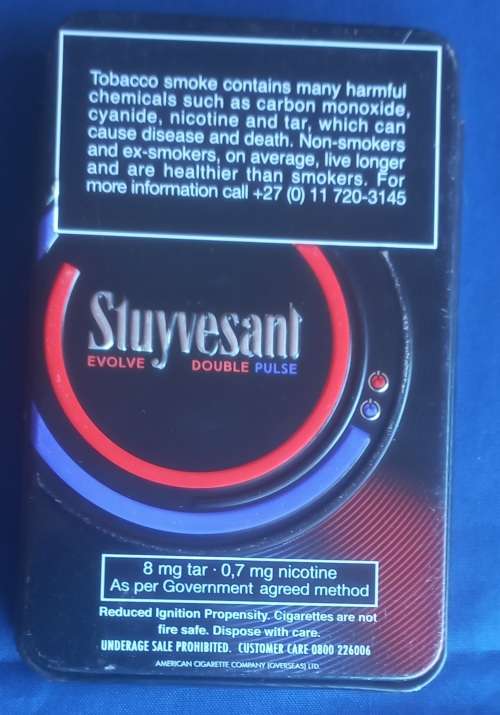 Tobacco smoke contains many harmful
chemicals such as carbon monoxide,
cyanide, nicotine and tar, which can
cause disease and death. Non-smokers
and ex-smokers, on average, live longer
and are healthier than smokers. For
more information call +27 (0) 11 720-3145
Stuyvesant
EVOLVE DOUBLE PULSE
8 mg tar · 0,7 mg nicotine
As per Government agreed method
Reduced Ignition Propensity. Cigarettes are not
fire safe. Dispose with care.
UNDERAGE SALE PROHIBITED. CUSTOMER CARE 0800 226006
AMERICAN CIGARETTE COMPANY (OVERSEAS) LTD.